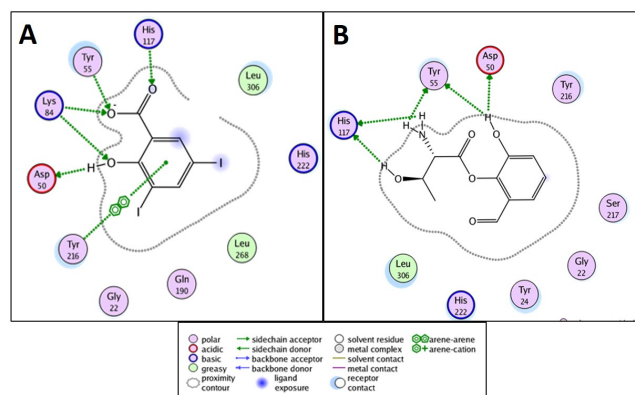 A
His
117
Tyr
55
Leu
306
Lys
84
O
O
-
H
O
I
I
His
222
Asp
50
Tyr
216
Leu
268
Gln
190
Gly
22
B
Asp
50
Tyr
55
Tyr
216
His
117
H
H
N
H
O
H
O
O
O
O
Ser
217
Leu
306
Gly
22
Tyr
24
His
222
polar
acidic
basic
greasy
proximity
contour
sidechain acceptor
sidechain donor
backbone acceptor
backbone donor
ligand
exposure
solvent residue
metal complex
solvent contact
metal contact
receptor
contact
arene-arene
arene-cation